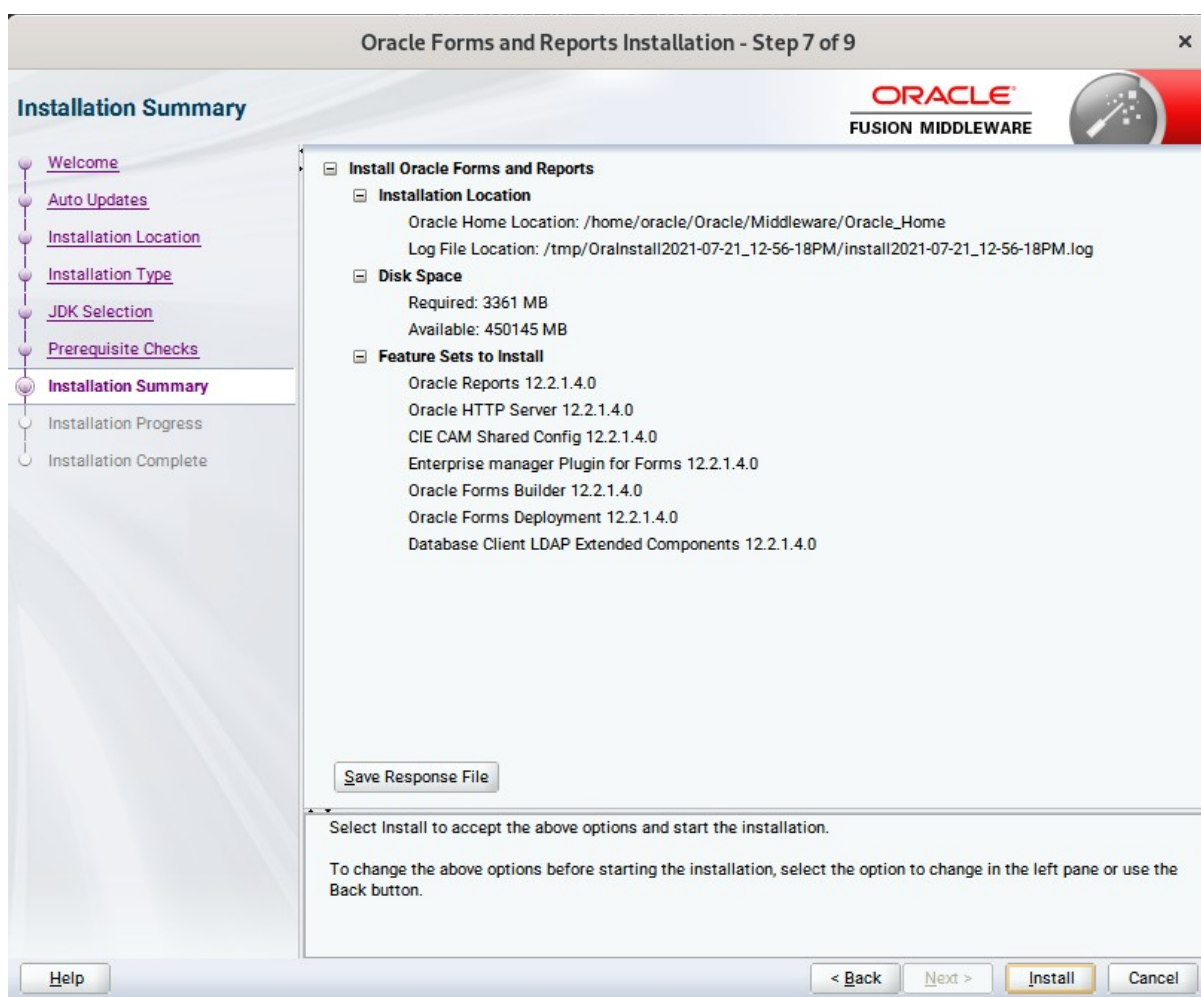 Oracle Forms and Reports Installation - Step 7 of 9
Installation Summary
ORACLE
FUSION MIDDLEWARE
Welcome
Auto Updates
Installation Location
Installation Type
JDK Selection
Prerequisite Checks
Installation Summary
Installation Progress
Installation Complete
Install Oracle Forms and Reports
Installation Location
Oracle Home Location: /home/oracle/Oracle/Middleware/Oracle_Home
Log File Location: /tmp/OraInstall2021-07-21_12-56-18PM/install2021-07-21_12-56-18PM.log
Disk Space
Required: 3361 MB
Available: 450145 MB
Feature Sets to Install
Oracle Reports 12.2.1.4.0
Oracle HTTP Server 12.2.1.4.0
CIE CAM Shared Config 12.2.1.4.0
Enterprise manager Plugin for Forms 12.2.1.4.0
Oracle Forms Builder 12.2.1.4.0
Oracle Forms Deployment 12.2.1.4.0
Database Client LDAP Extended Components 12.2.1.4.0
Save Response File
Select Install to accept the above options and start the installation.
To change the above options before starting the installation, select the option to change in the left pane or use the
Back button.
Help
< Back
Next >
Install
Cancel